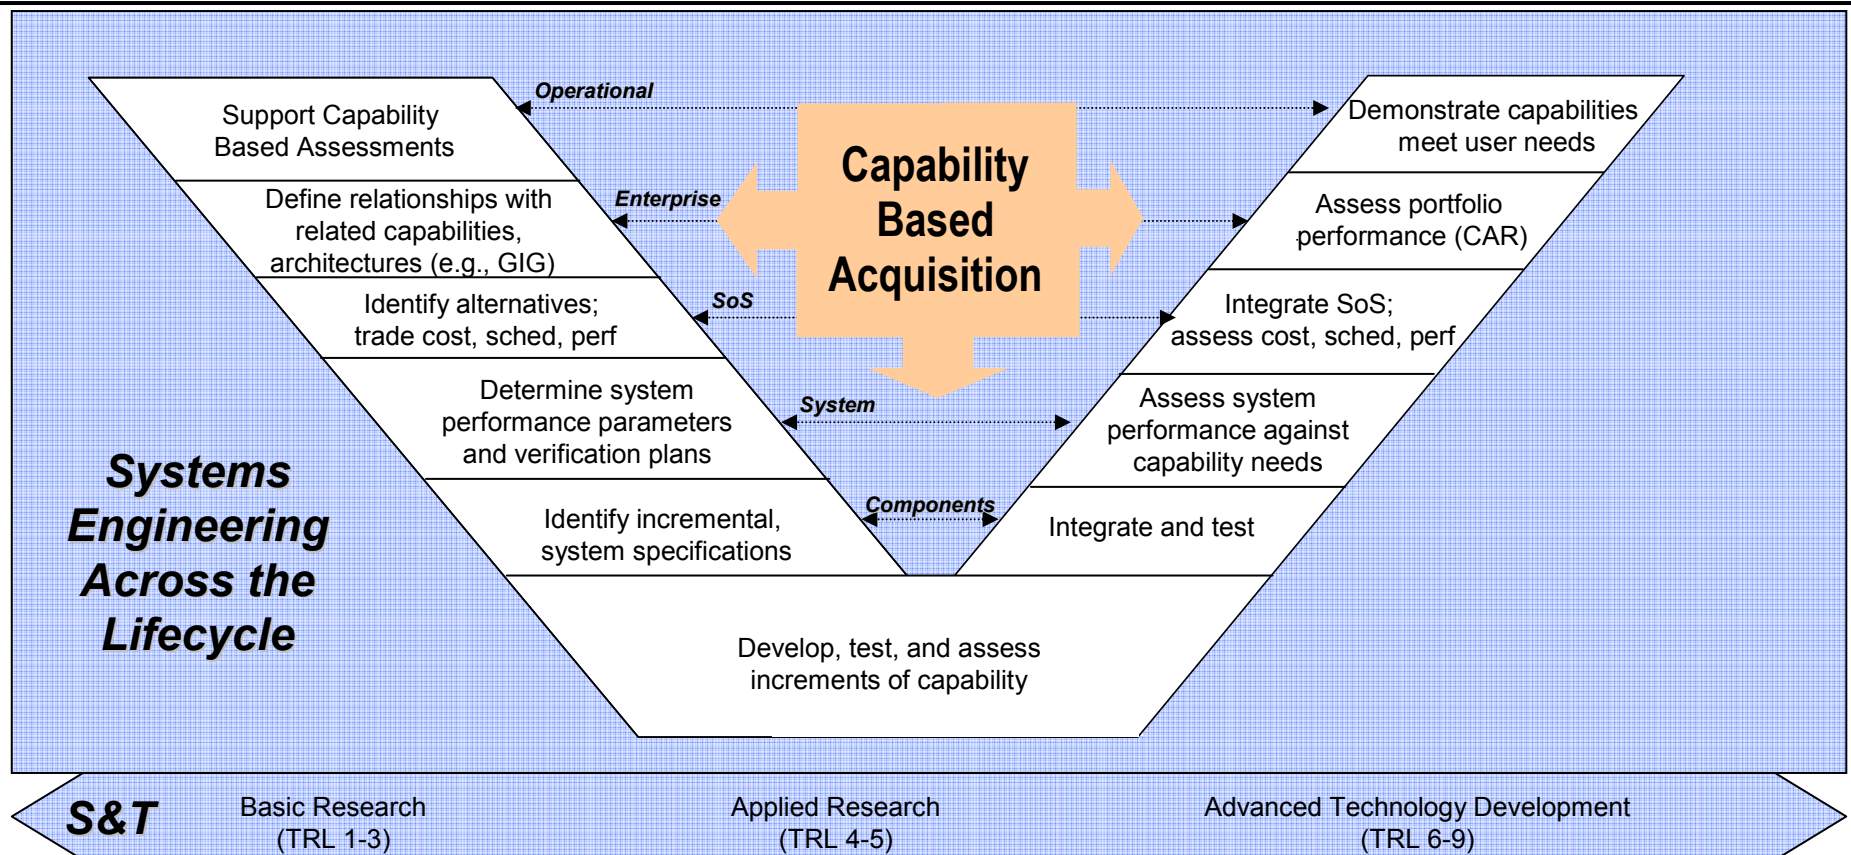 Support Capability
Based Assessments
Define relationships with
related capabilities,
architectures (e.g., GIG)
Identify alternatives;
trade cost, sched, perf
Determine system
performance parameters
and verification plans
Identify incremental,
system specifications
Develop, test, and assess
increments of capability
Operational
Enterprise
SoS
System
Components
Capability
Based
Acquisition
Demonstrate capabilities
meet user needs
Assess portfolio
performance (CAR)
Integrate SoS;
assess cost, sched, perf
Assess system
performance against
capability needs
Integrate and test
Systems
Engineering
Across the
Lifecycle
S&T
Basic Research
(TRL 1-3)
Applied Research
(TRL 4-5)
Advanced Technology Development
(TRL 6-9)